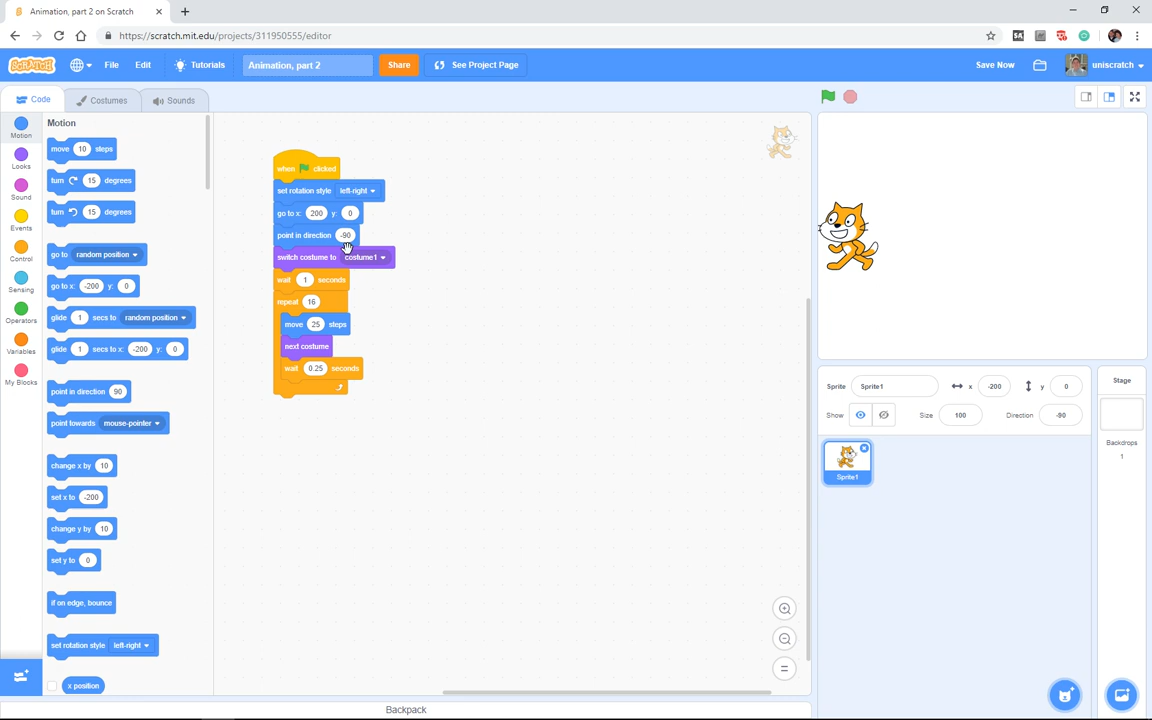 Animation, part 2 on Scratch
https://scratch.mit.edu/projects/311950555/editor
SCRATCH
File
Edit
Tutorials
Animation, part 2
Share
See Project Page
Save Now
uniscratch
Code
Costumes
Sounds
Motion
Looks
Sound
Events
Control
Sensing
Operators
Variables
My Blocks
Motion
move 10 steps
turn 15 degrees
turn 15 degrees
go to random position
go to x: -200 y: 0
glide 1 secs to random position
glide 1 secs to x: -200 y: 0
point in direction 90
point towards mouse-pointer
change x by 10
set x to -200
change y by 10
set y to 0
if on edge, bounce
set rotation style left-right
x position
when clicked
set rotation style left-right
go to x: 200 y: 0
point in direction -90
switch costume to costume1
wait 1 seconds
repeat 16
move 25 steps
next costume
wait 0.25 seconds
Backpack
Sprite Sprite1 x -200 y 0
Show Size 100 Direction -90
Sprite1
Stage
Backdrops
1